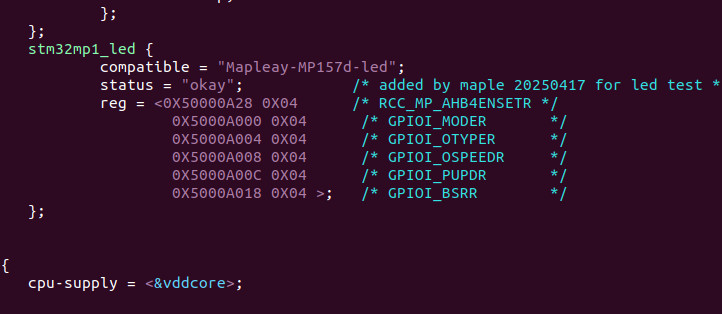 };
};
stm32mp1_led {
compatible = "Mapleay-MP157d-led";
status = "okay"; /* added by maple 20250417 for led test *
reg = <0X50000A28 0X04 /* RCC_MP_AHB4ENSETR */
0X5000A000 0X04 /* GPIOI_MODER */
0X5000A004 0X04 /* GPIOI_OTYPER */
0X5000A008 0X04 /* GPIOI_OSPEEDR */
0X5000A00C 0X04 /* GPIOI_PUPDR */
0X5000A018 0X04 >; /* GPIOI_BSRR */
};
{
cpu-supply = <&vddcore>;